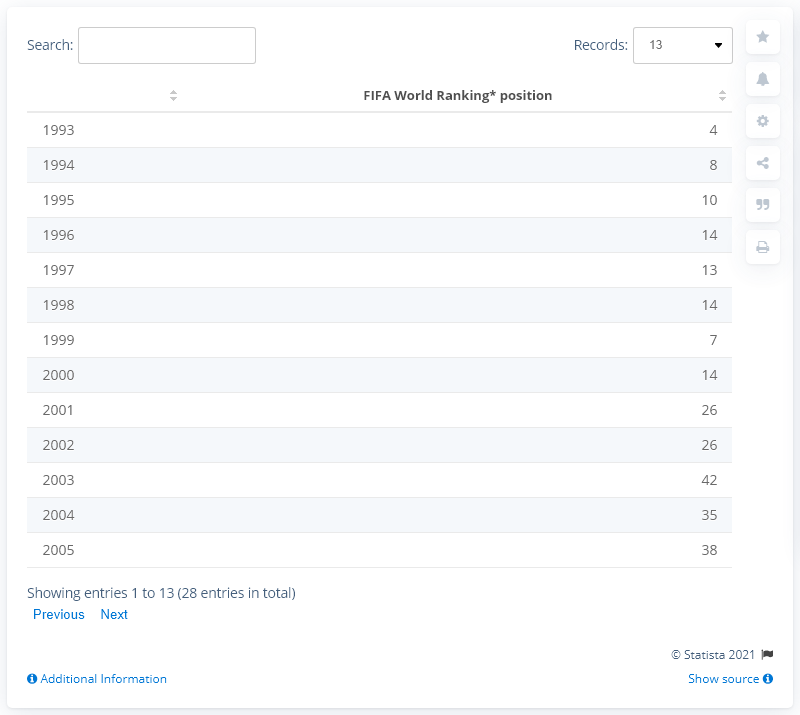 Search:
Records: 13
FIFA World Ranking* position
1993 4
1994 8
1995 10
1996 14
1997 13
1998 14
1999 7
2000 14
2001 26
2002 26
2003 42
2004 35
2005 38
Showing entries 1 to 13 (28 entries in total)
Previous Next
© Statista 2021
Additional Information Show source